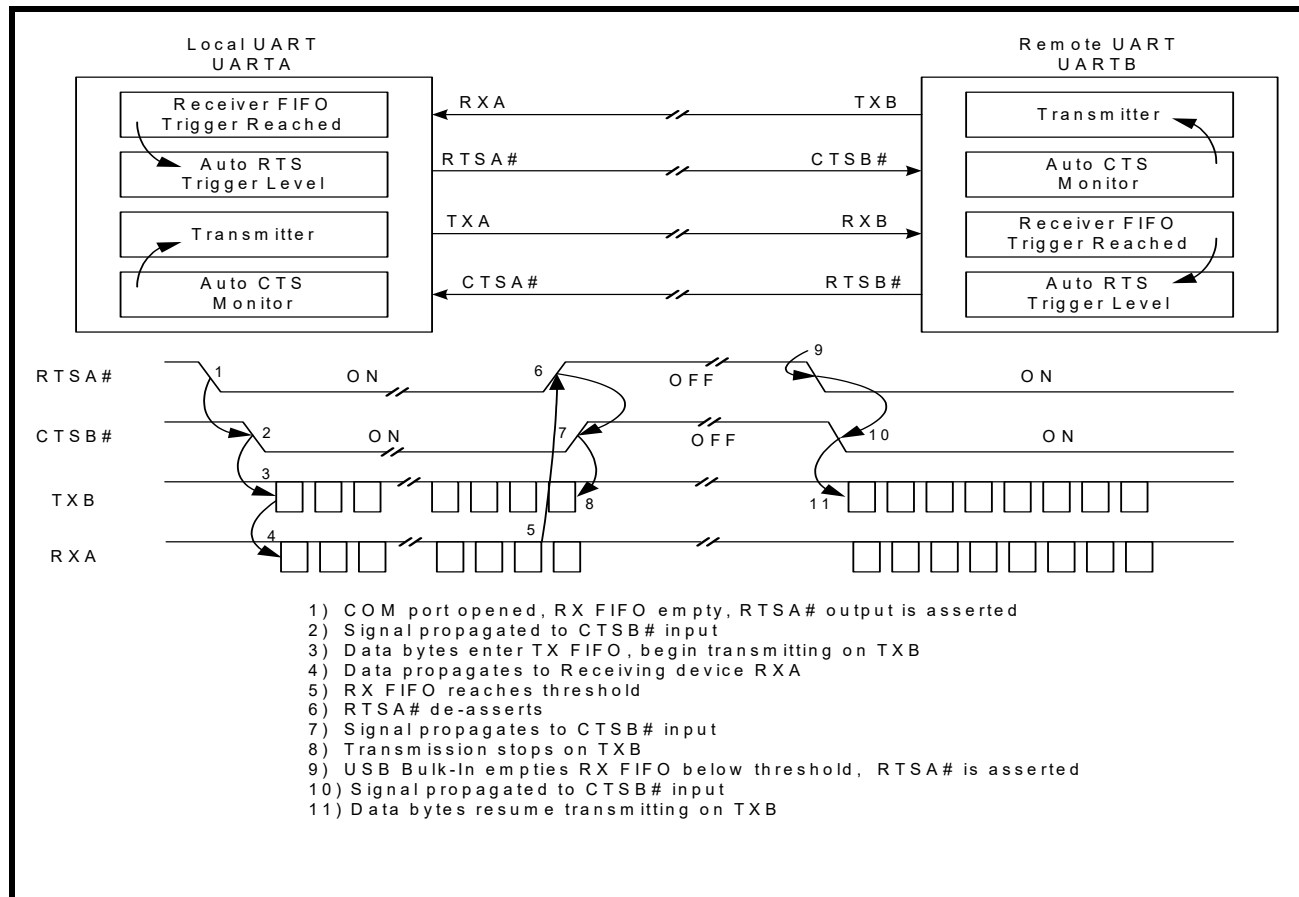 Local UART
UARTA
Remote UART
UARTB
Receiver FIFO
Trigger Reached
Auto RTS
Trigger Level
Transmitter
Auto CTS
Monitor
RXA
TXB
RTSA#
CTSB#
TXA
RXB
CTSA#
RTSB#
Transmitter
Auto CTS
Monitor
Receiver FIFO
Trigger Reached
Auto RTS
Trigger Level
RTSA#
1
ON
6
OFF
9
ON
CTSB#
2
ON
7
OFF
10
ON
TXB
3
8
11
RXA
4
5
1) COM port opened, RX FIFO empty, RTSA# output is asserted
2) Signal propagated to CTSB# input
3) Data bytes enter TX FIFO, begin transmitting on TXB
4) Data propagates to Receiving device RXA
5) RX FIFO reaches threshold
6) RTSA# de-asserts
7) Signal propagates to CTSB# input
8) Transmission stops on TXB
9) USB Bulk-In empties RX FIFO below threshold, RTSA# is asserted
10) Signal propagated to CTSB# input
11) Data bytes resume transmitting on TXB